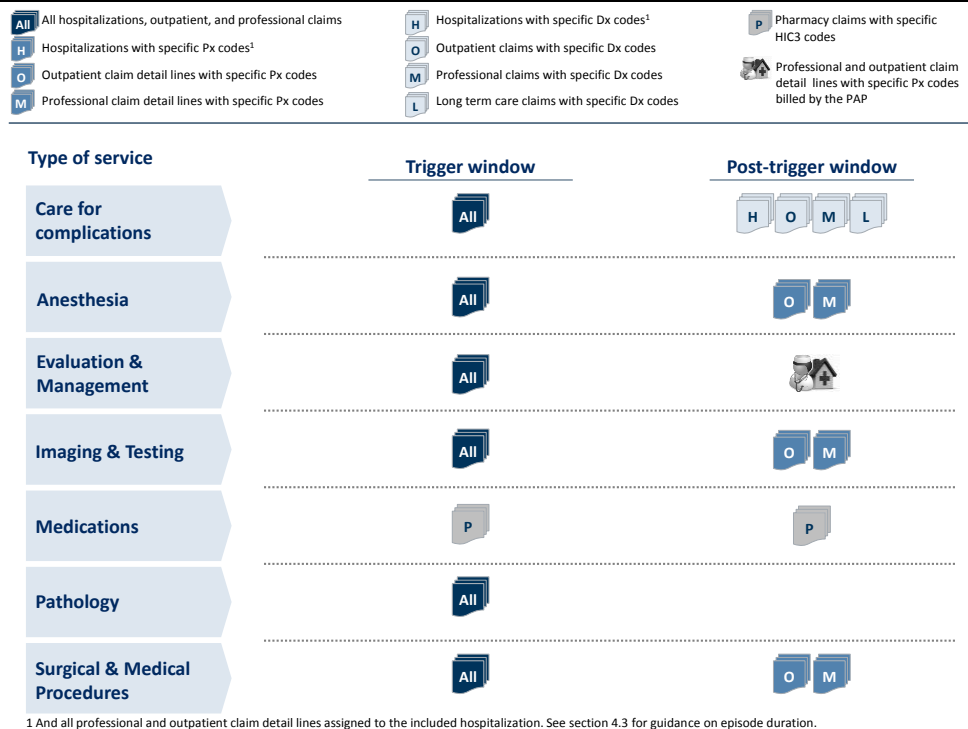 All All hospitalizations, outpatient, and professional claims
H Hospitalizations with specific Px codes1
O Outpatient claim detail lines with specific Px codes
M Professional claim detail lines with specific Px codes
H Hospitalizations with specific Dx codes1
O Outpatient claims with specific Dx codes
M Professional claims with specific Dx codes
L Long term care claims with specific Dx codes
P Pharmacy claims with specific
HIC3 codes
Professional and outpatient claim
detail lines with specific Px codes
billed by the PAP
Type of service
Trigger window
Post-trigger window
Care for
complications
All
H O M L
Anesthesia
All
O M
Evaluation &
Management
All
Imaging & Testing
All
O M
Medications
P
P
Pathology
All
Surgical & Medical
Procedures
All
O M
1 And all professional and outpatient claim detail lines assigned to the included hospitalization. See section 4.3 for guidance on episode duration.